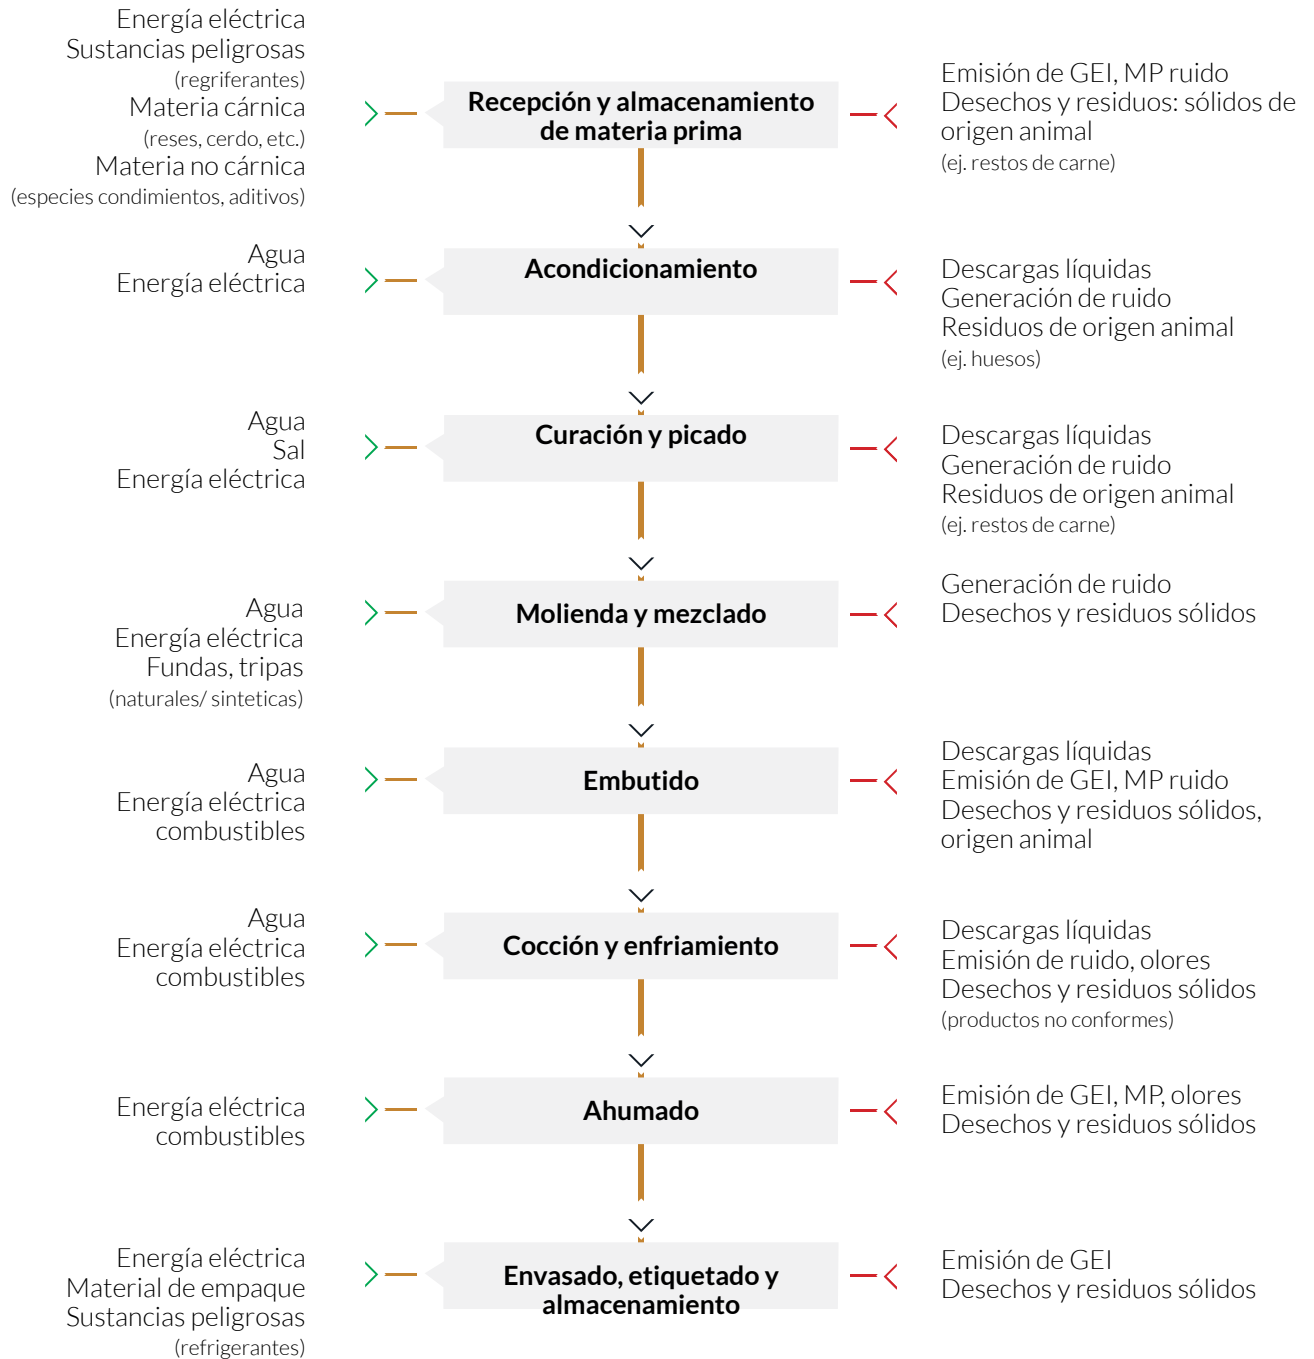 Energía eléctrica
Sustancias peligrosas
(regriferantes)
Materia cárnica
(reses, cerdo, etc.)
Materia no cárnica
(especies condimientos, aditivos)
Recepción y almacenamiento
de materia prima
Emisión de GEI, MP ruido
Desechos y residuos: sólidos de
origen animal
(ej. restos de carne)
Agua
Energía eléctrica
Acondicionamiento
Descargas líquidas
Generación de ruido
Residuos de origen animal
(ej. huesos)
Agua
Sal
Energía eléctrica
Curación y picado
Descargas líquidas
Generación de ruido
Residuos de origen animal
(ej. restos de carne)
Agua
Energía eléctrica
Fundas, tripas
(naturales/ sinteticas)
Molienda y mezclado
Generación de ruido
Desechos y residuos sólidos
Agua
Energía eléctrica
combustibles
Embutido
Descargas líquidas
Emisión de GEI, MP ruido
Desechos y residuos sólidos,
origen animal
Agua
Energía eléctrica
combustibles
Cocción y enfriamiento
Descargas líquidas
Emisión de ruido, olores
Desechos y residuos sólidos
(productos no conformes)
Energía eléctrica
combustibles
Ahumado
Emisión de GEI, MP, olores
Desechos y residuos sólidos
Energía eléctrica
Material de empaque
Sustancias peligrosas
(refrigerantes)
Envasado, etiquetado y
almacenamiento
Emisión de GEI
Desechos y residuos sólidos